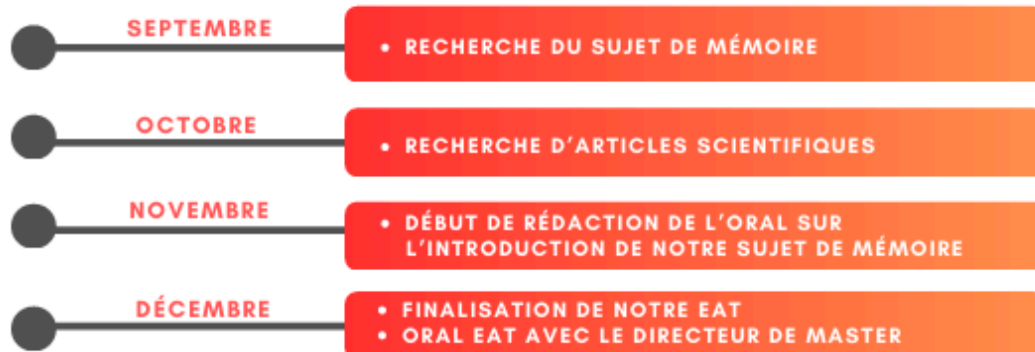 SEPTEMBRE
• RECHERCHE DU SUJET DE MÉMOIRE
OCTOBRE
• RECHERCHE D'ARTICLES SCIENTIFIQUES
NOVEMBRE
• DÉBUT DE RÉDACTION DE L'ORAL SUR
L'INTRODUCTION DE NOTRE SUJET DE MÉMOIRE
DÉCEMBRE
• FINALISATION DE NOTRE EAT
• ORAL EAT AVEC LE DIRECTEUR DE MASTER